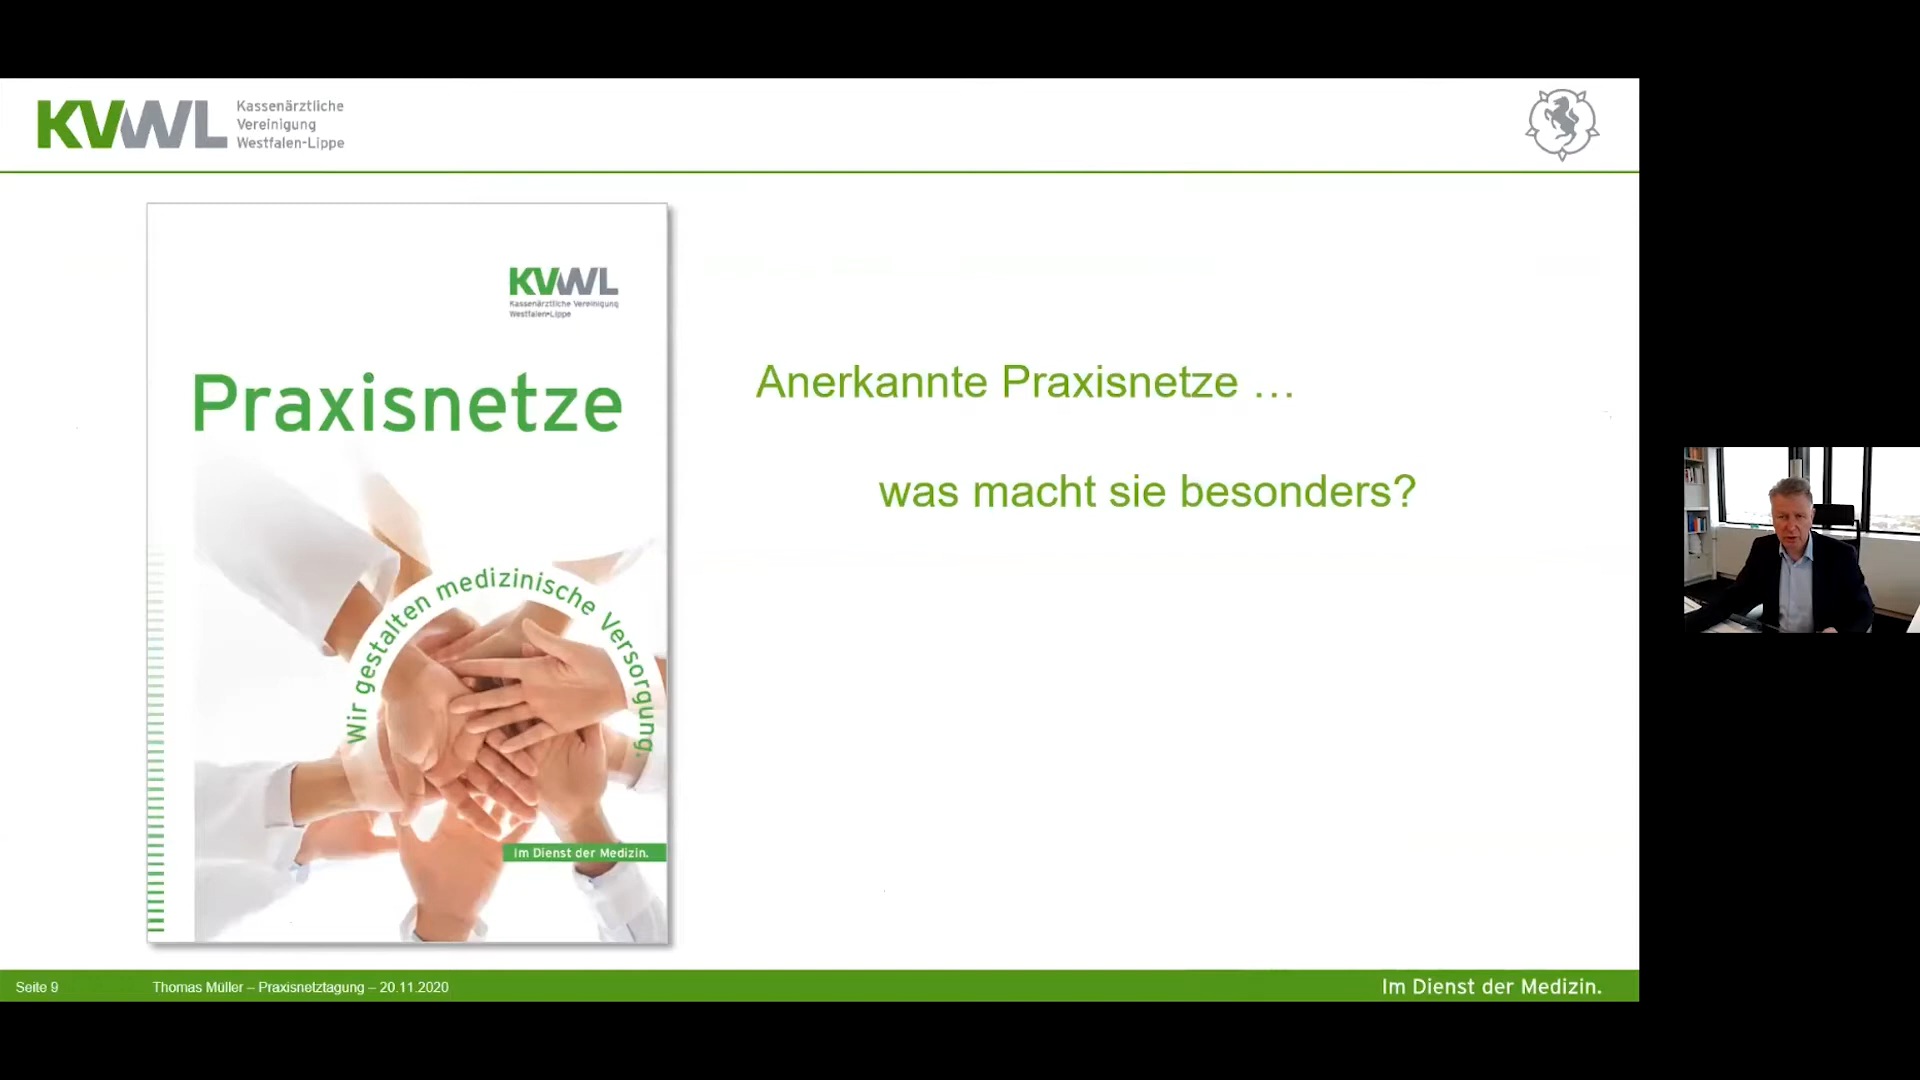 KVWL
Kassenärztliche
Vereinigung
Westfalen-Lippe
KVWL
Kassenärztliche Vereinigung
Westfalen-Lippe
Praxisnetze
Wir gestalten medizinische Versorgung.
Im Dienst der Medizin.
Anerkannte Praxisnetze …
was macht sie besonders?
Seite 9
Thomas Müller – Praxisnetztagung – 20.11.2020
Im Dienst der Medizin.